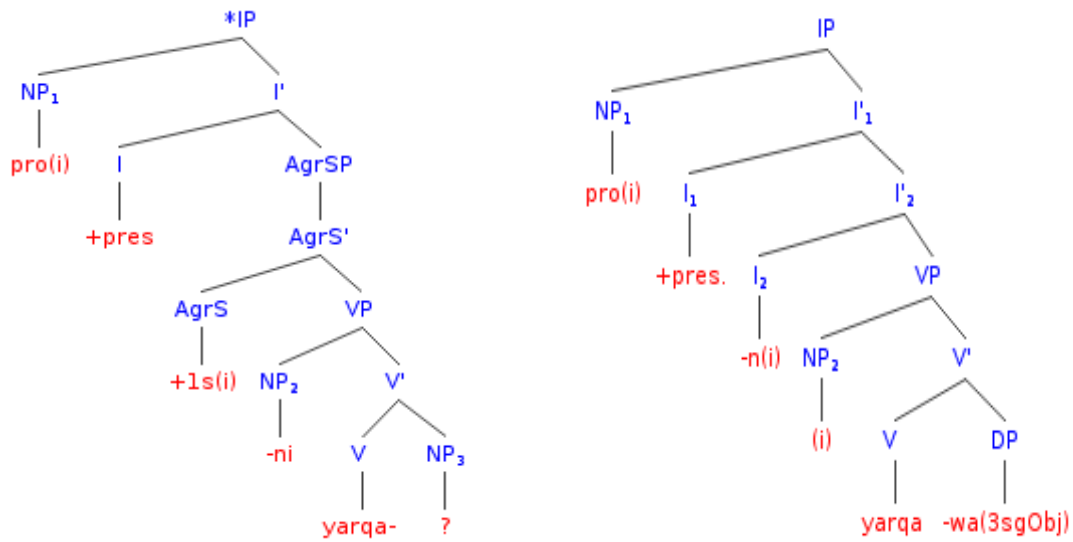 *IP
NP₁ I'
pro(i) I AgrSP
+pres AgrS'
AgrS VP
+1s(i) NP₂ V'
-ni V NP₃
yarqa- ?
IP
NP₁ I'₁
pro(i) I₁ I'₂
+pres. I₂ VP
-n(i) NP₂ V'
(i) V DP
yarqa -wa(3sgObj)